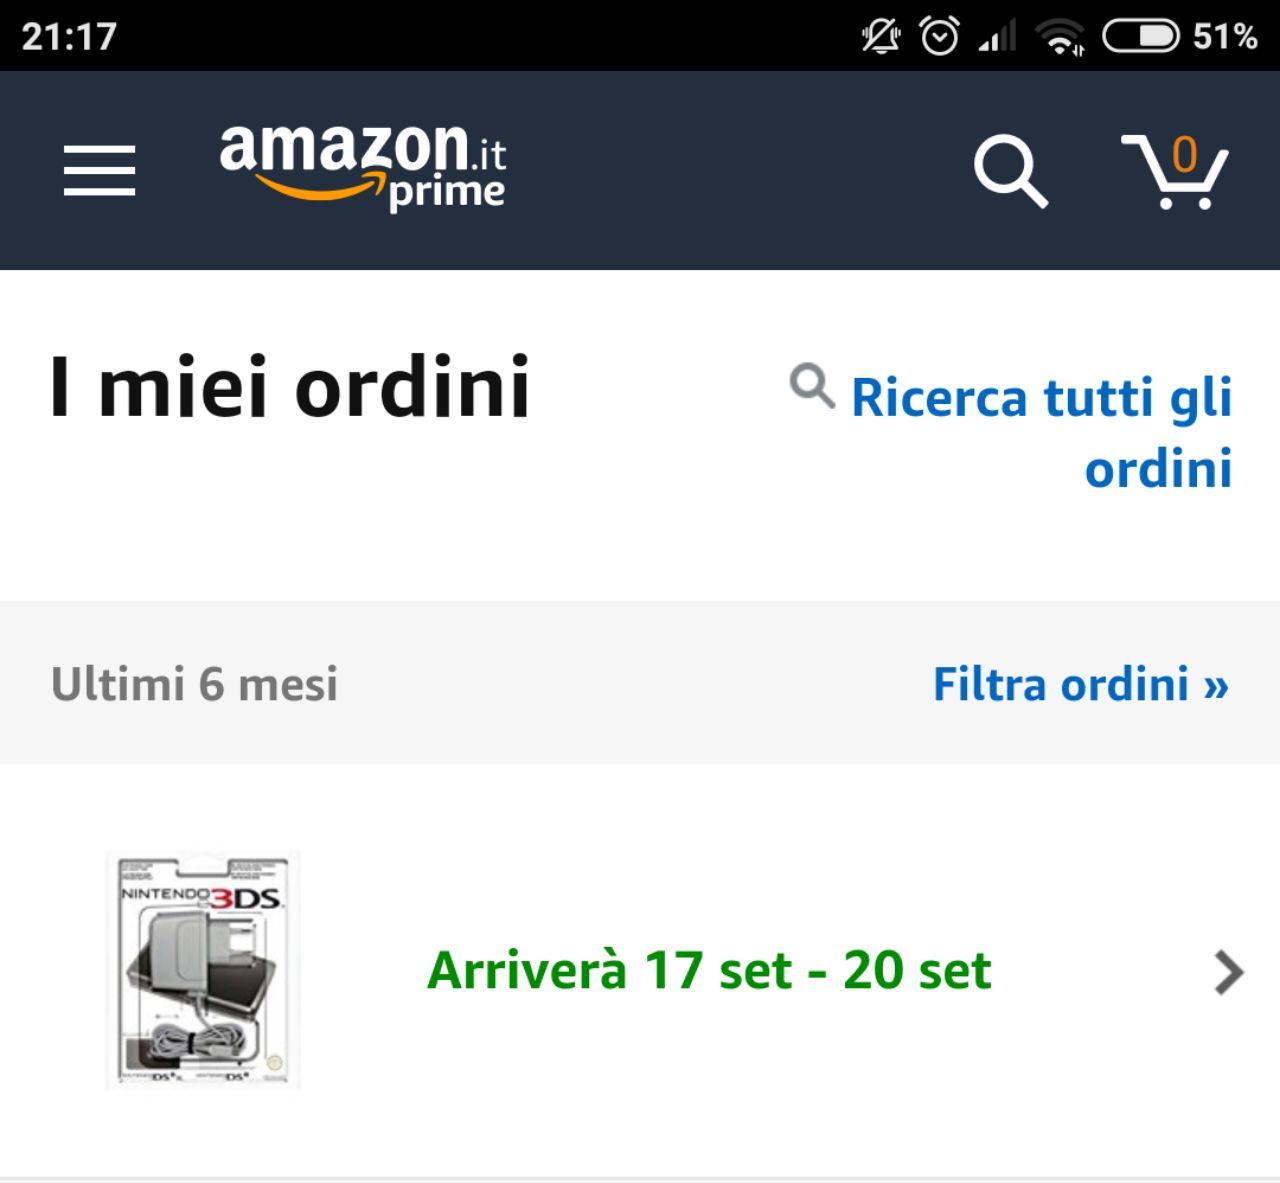 21:17
51%
amazon.it
prime
0
I miei ordini
Ricerca tutti gli
ordini
Ultimi 6 mesi
Filtra ordini »
NINTENDO 3DS
Arriverà 17 set - 20 set